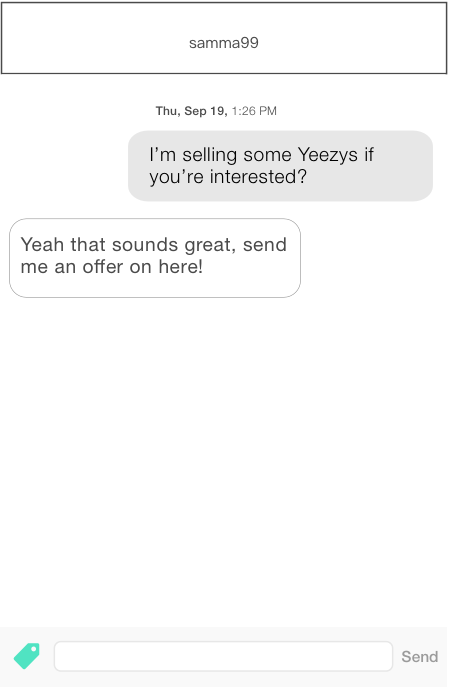 samma99
Thu, Sep 19, 1:26 PM
I’m selling some Yeezys if
you’re interested?
Yeah that sounds great, send
me an offer on here!
Send